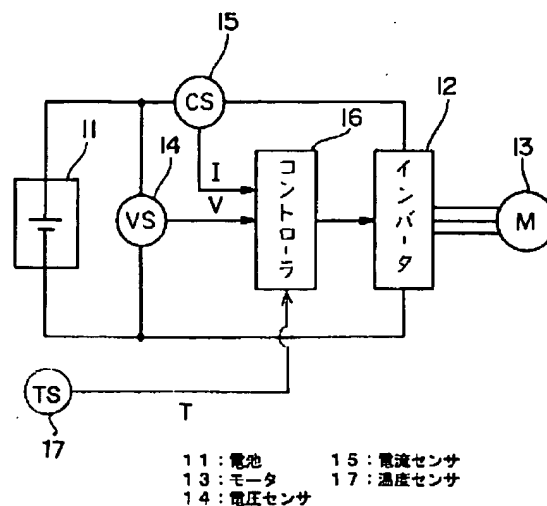 15
CS
12
16
13
11
14
I
V
VS
コントローラ
インバータ
M
TS
T
17
11：電池 15：電流センサ
13：モータ 17：温度センサ
14：電圧センサ